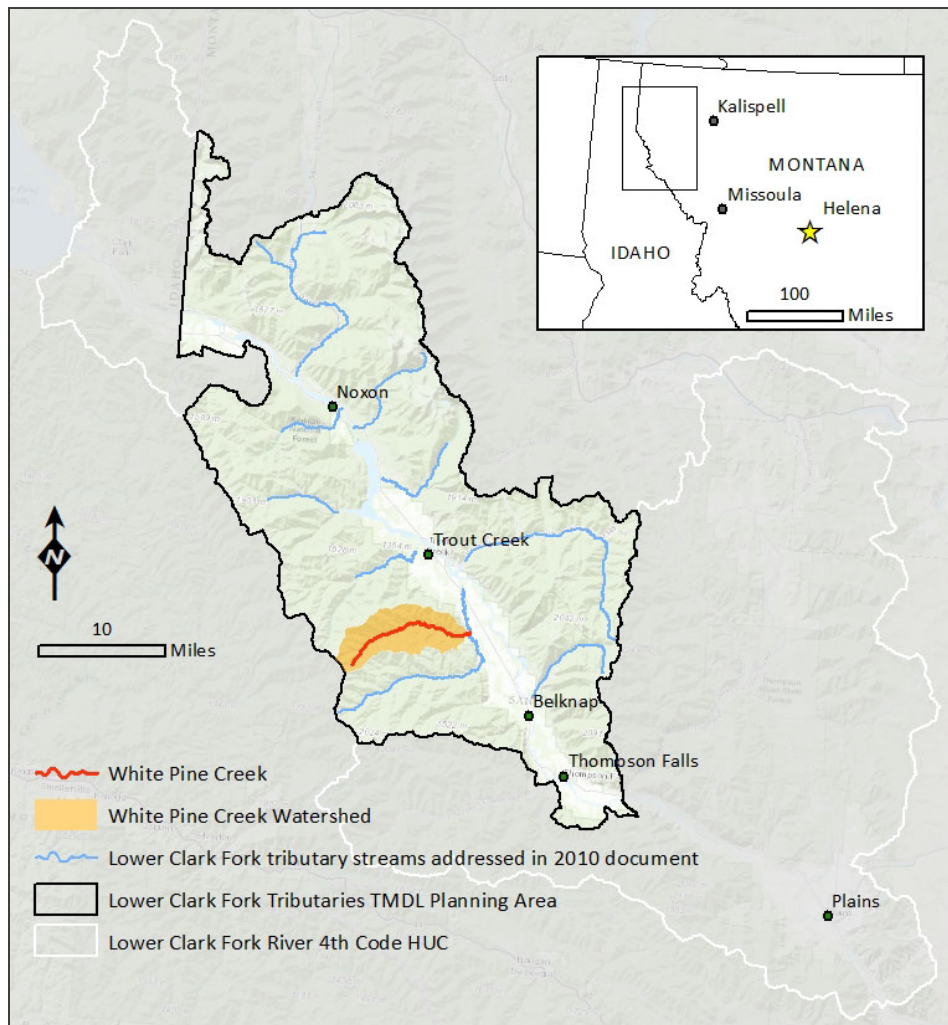 Kalispell
MONTANA
Missoula
Helena
IDAHO
100
Miles
Noxon
Trout Creek
N
10
Miles
Belknap
Thompson Falls
White Pine Creek
White Pine Creek Watershed
Lower Clark Fork tributary streams addressed in 2010 document
Lower Clark Fork Tributaries TMDL Planning Area
Plains
Lower Clark Fork River 4th Code HUC